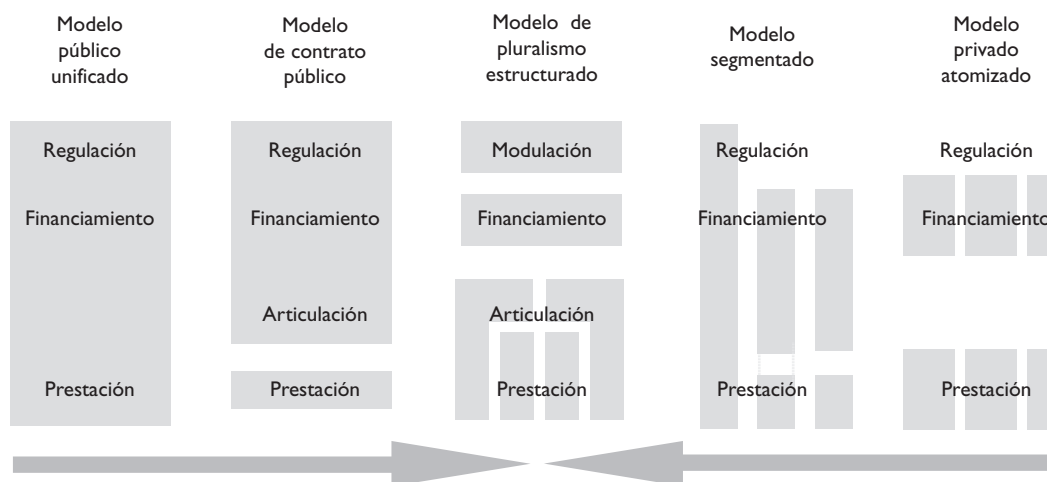 Modelo
público
unificado
Modelo
de contrato
público
Modelo de
pluralismo
estructurado
Modelo
segmentado
Modelo
privado
atomizado
Regulación
Financiamiento
Prestación
Regulación
Financiamiento
Articulación
Prestación
Modulación
Financiamiento
Articulación
Prestación
Regulación
Financiamiento
Prestación
Regulación
Financiamiento
Prestación